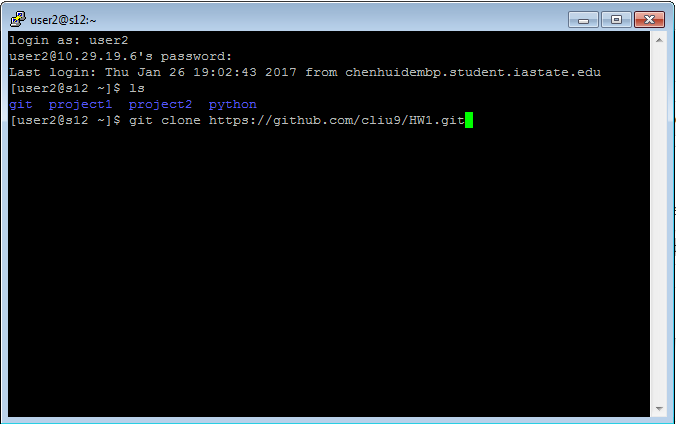 user2@s12:~
login as: user2
user2@10.29.19.6's password:
Last login: Thu Jan 26 19:02:43 2017 from chenhuidembp.student.iastate.edu
[user2@s12 ~]$ ls
git  project1  project2  python
[user2@s12 ~]$ git clone https://github.com/cliu9/HW1.git